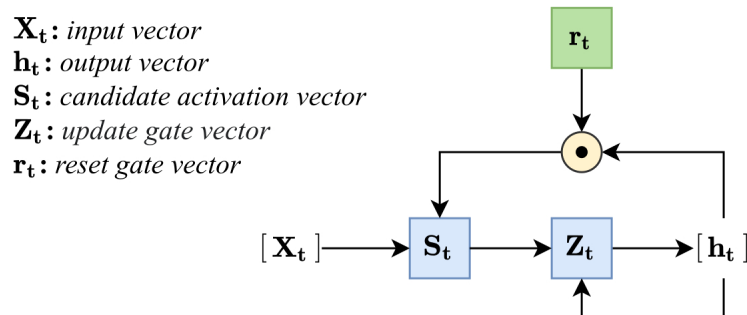 Xt: input vector
ht: output vector
St: candidate activation vector
Zt: update gate vector
rt: reset gate vector
rt
[ Xt ]
St
Zt
[ ht ]